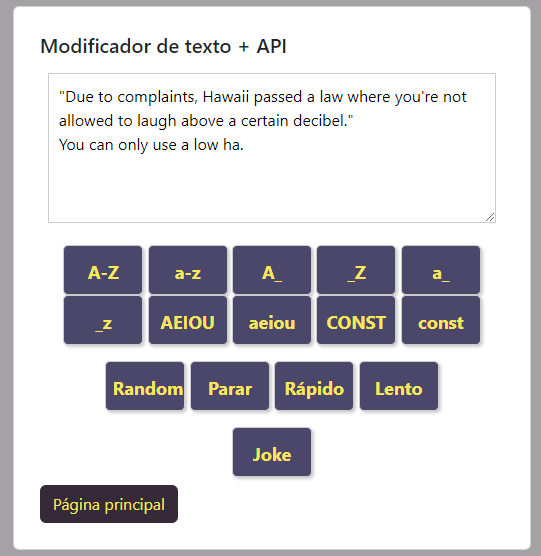 Modificador de texto + API
"Due to complaints, Hawaii passed a law where you're not
allowed to laugh above a certain decibel."
You can only use a low ha.
A-Z a-z A_ _Z a_
_z AEIOU aeiou CONST const
Random Parar Rápido Lento
Joke
Página principal